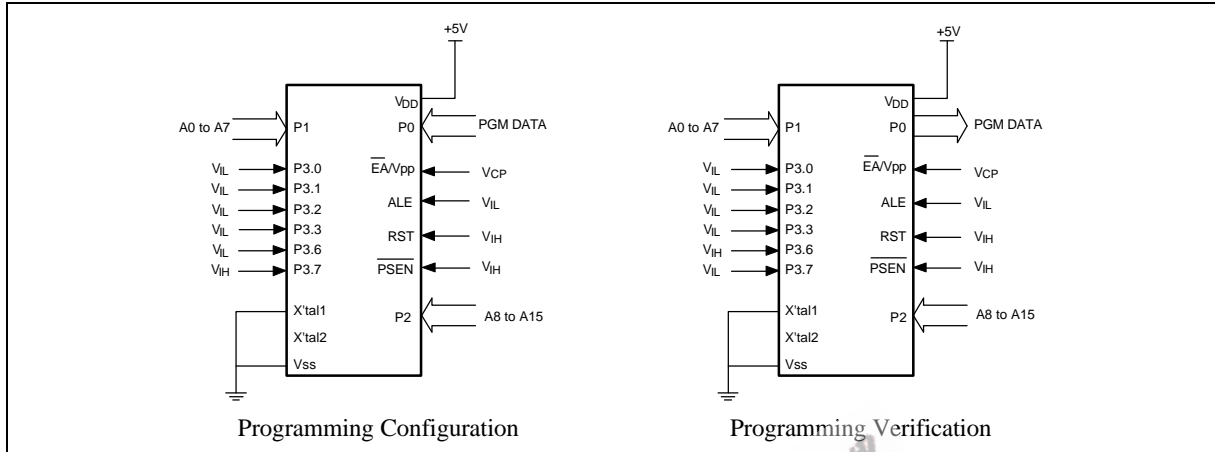 +5V
VDD
A0 to A7
P1
P0
PGM DATA
VIL
P3.0
EA/Vpp
VCP
VIL
P3.1
VIL
P3.2
ALE
VIL
VIL
P3.3
RST
VIH
VIL
P3.6
VIH
P3.7
PSEN
VIH
X'tal1
P2
A8 to A15
X'tal2
Vss
Programming Configuration
+5V
VDD
A0 to A7
P1
P0
PGM DATA
VIL
P3.0
EA/Vpp
VCP
VIL
P3.1
VIL
P3.2
ALE
VIL
VIL
P3.3
RST
VIH
VIH
P3.6
VIL
P3.7
PSEN
VIH
X'tal1
P2
A8 to A15
X'tal2
Vss
Programming Verification